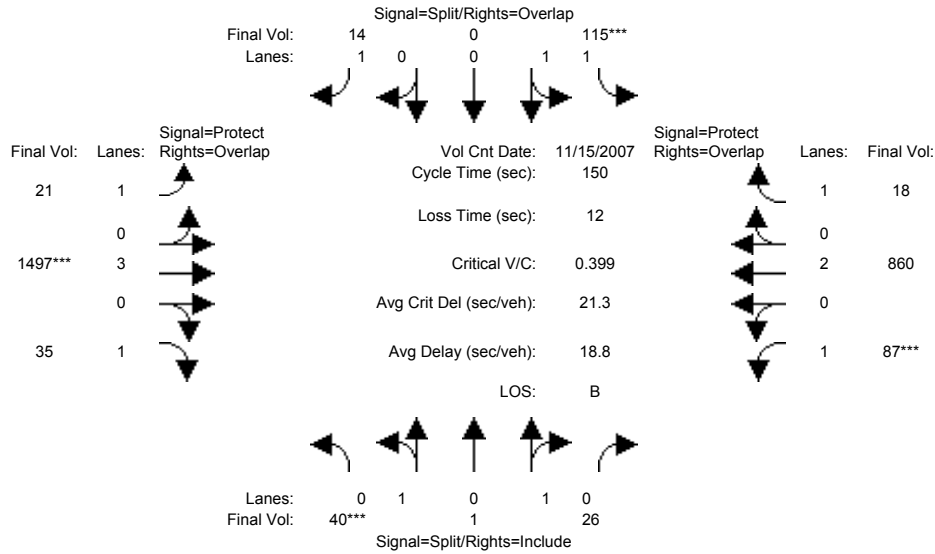 Signal=Split/Rights=Overlap
Final Vol: 14 0 115***
Lanes: 1 0 0 1 1
Signal=Protect
Final Vol: Lanes: Rights=Overlap
Vol Cnt Date: 11/15/2007
Signal=Protect
Rights=Overlap Lanes: Final Vol:
Cycle Time (sec): 150
21 1
1 18
Loss Time (sec): 12
0
0
1497*** 3
Critical V/C: 0.399
2 860
0
Avg Crit Del (sec/veh): 21.3
0
35 1
Avg Delay (sec/veh): 18.8
1 87***
LOS: B
Lanes: 0 1 0 1 0
Final Vol: 40*** 1 26
Signal=Split/Rights=Include